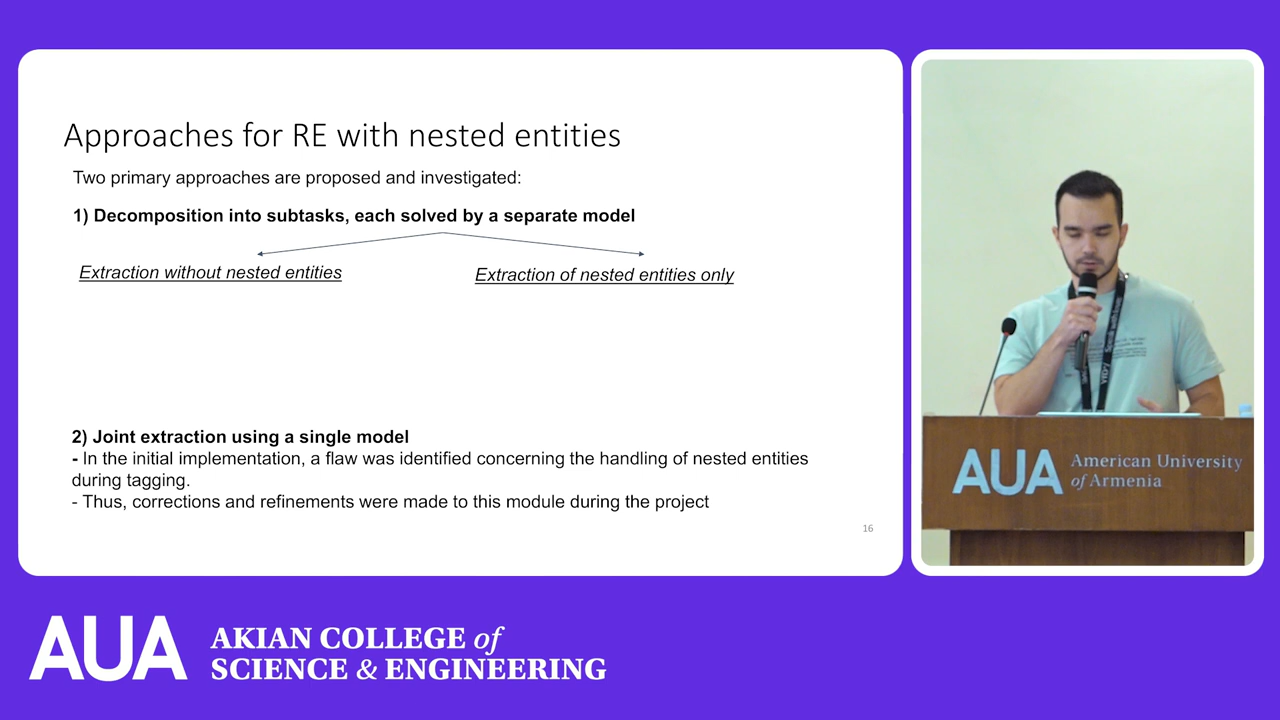 Approaches for RE with nested entities
Two primary approaches are proposed and investigated:
1) Decomposition into subtasks, each solved by a separate model
Extraction without nested entities
Extraction of nested entities only
2) Joint extraction using a single model
- In the initial implementation, a flaw was identified concerning the handling of nested entities
during tagging.
- Thus, corrections and refinements were made to this module during the project
16
AUA American University
of Armenia
AUA AKIAN COLLEGE of
SCIENCE & ENGINEERING